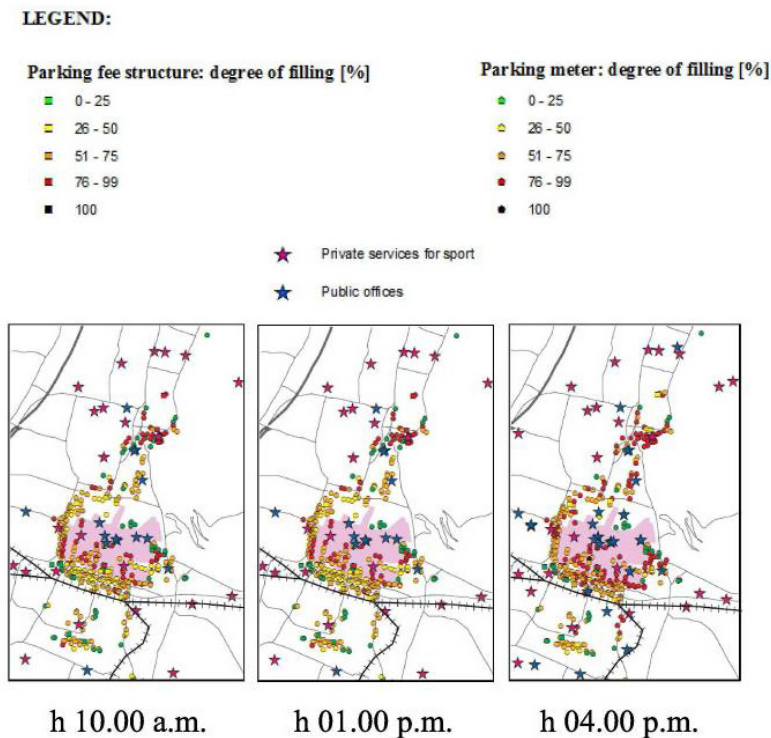 LEGEND:
Parking fee structure: degree of filling [%]
0 - 25
26 - 50
51 - 75
76 - 99
100
Parking meter: degree of filling [%]
0 - 25
26 - 50
51 - 75
76 - 99
100
Private services for sport
Public offices
h 10.00 a.m.
h 01.00 p.m.
h 04.00 p.m.